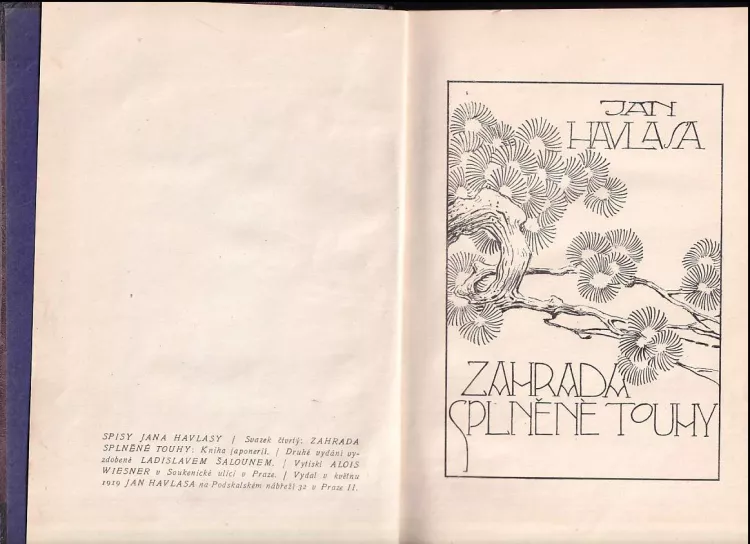 SPISY JANA HAVLASY / Svazek čtvrtý: ZAHRADA
SPLNĚNÉ TOUHY: Kniha japonerií. / Druhé vydání vy-
zdobené LADISLAVEM ŠALOUNEM. / Vytiskl ALOIS
WIESNER v Soukenické ulici v Praze. / Vydal v květnu
1919 JAN HAVLASA na Podskalském nábřeží 32 v Praze II.
JAN
HAVLASA
ZAHRADA
SPLNĚNÉ TOUHY